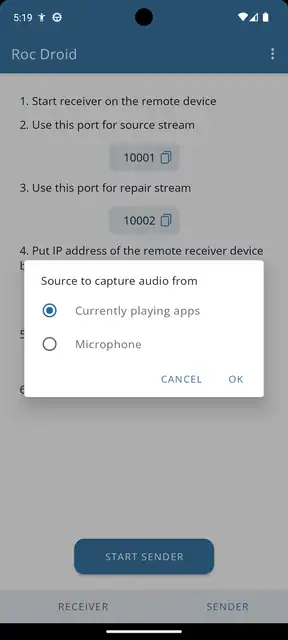 5:19
Roc Droid
1. Start receiver on the remote device
2. Use this port for source stream
10001
3. Use this port for repair stream
10002
4. Put IP address of the remote receiver device
Source to capture audio from
Currently playing apps
Microphone
CANCEL
OK
START SENDER
RECEIVER
SENDER